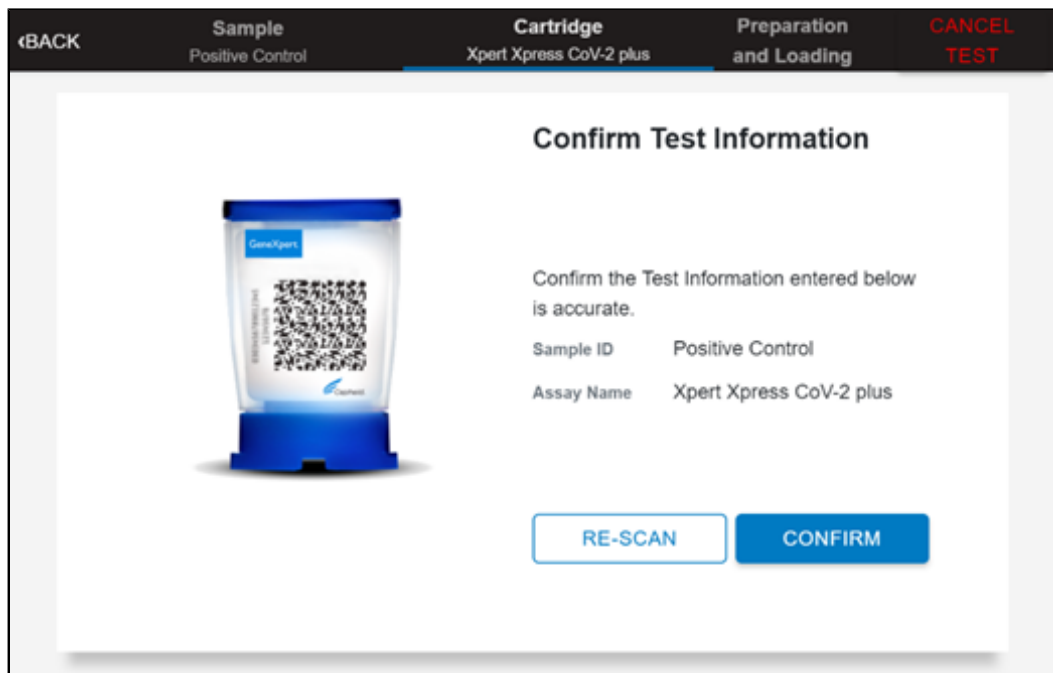 ‹BACK
Sample
Positive Control
Cartridge
Xpert Xpress CoV-2 plus
Preparation
and Loading
CANCEL
TEST
Confirm Test Information
GeneXpert
Cepheid
Confirm the Test Information entered below
is accurate.
Sample ID Positive Control
Assay Name Xpert Xpress CoV-2 plus
RE-SCAN
CONFIRM